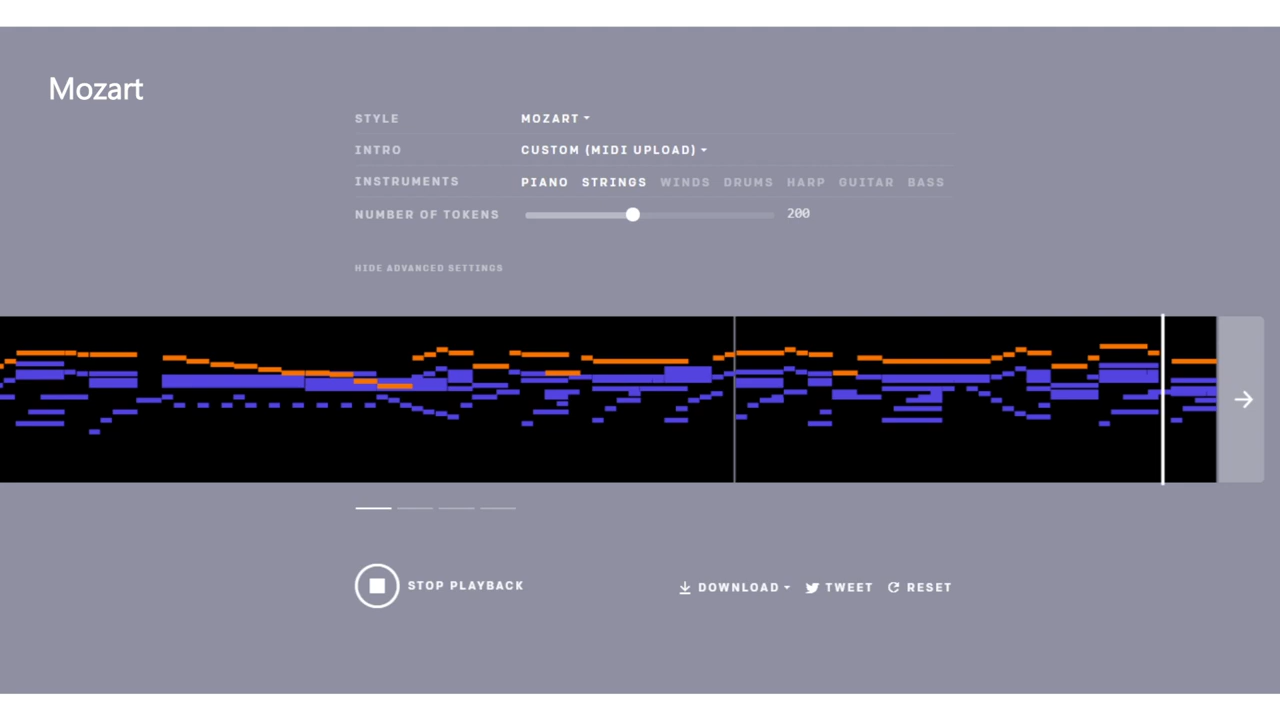 Mozart
STYLE MOZART
INTRO CUSTOM (MIDI UPLOAD)
INSTRUMENTS PIANO STRINGS WINDS DRUMS HARP GUITAR BASS
NUMBER OF TOKENS 200
HIDE ADVANCED SETTINGS
STOP PLAYBACK DOWNLOAD TWEET RESET